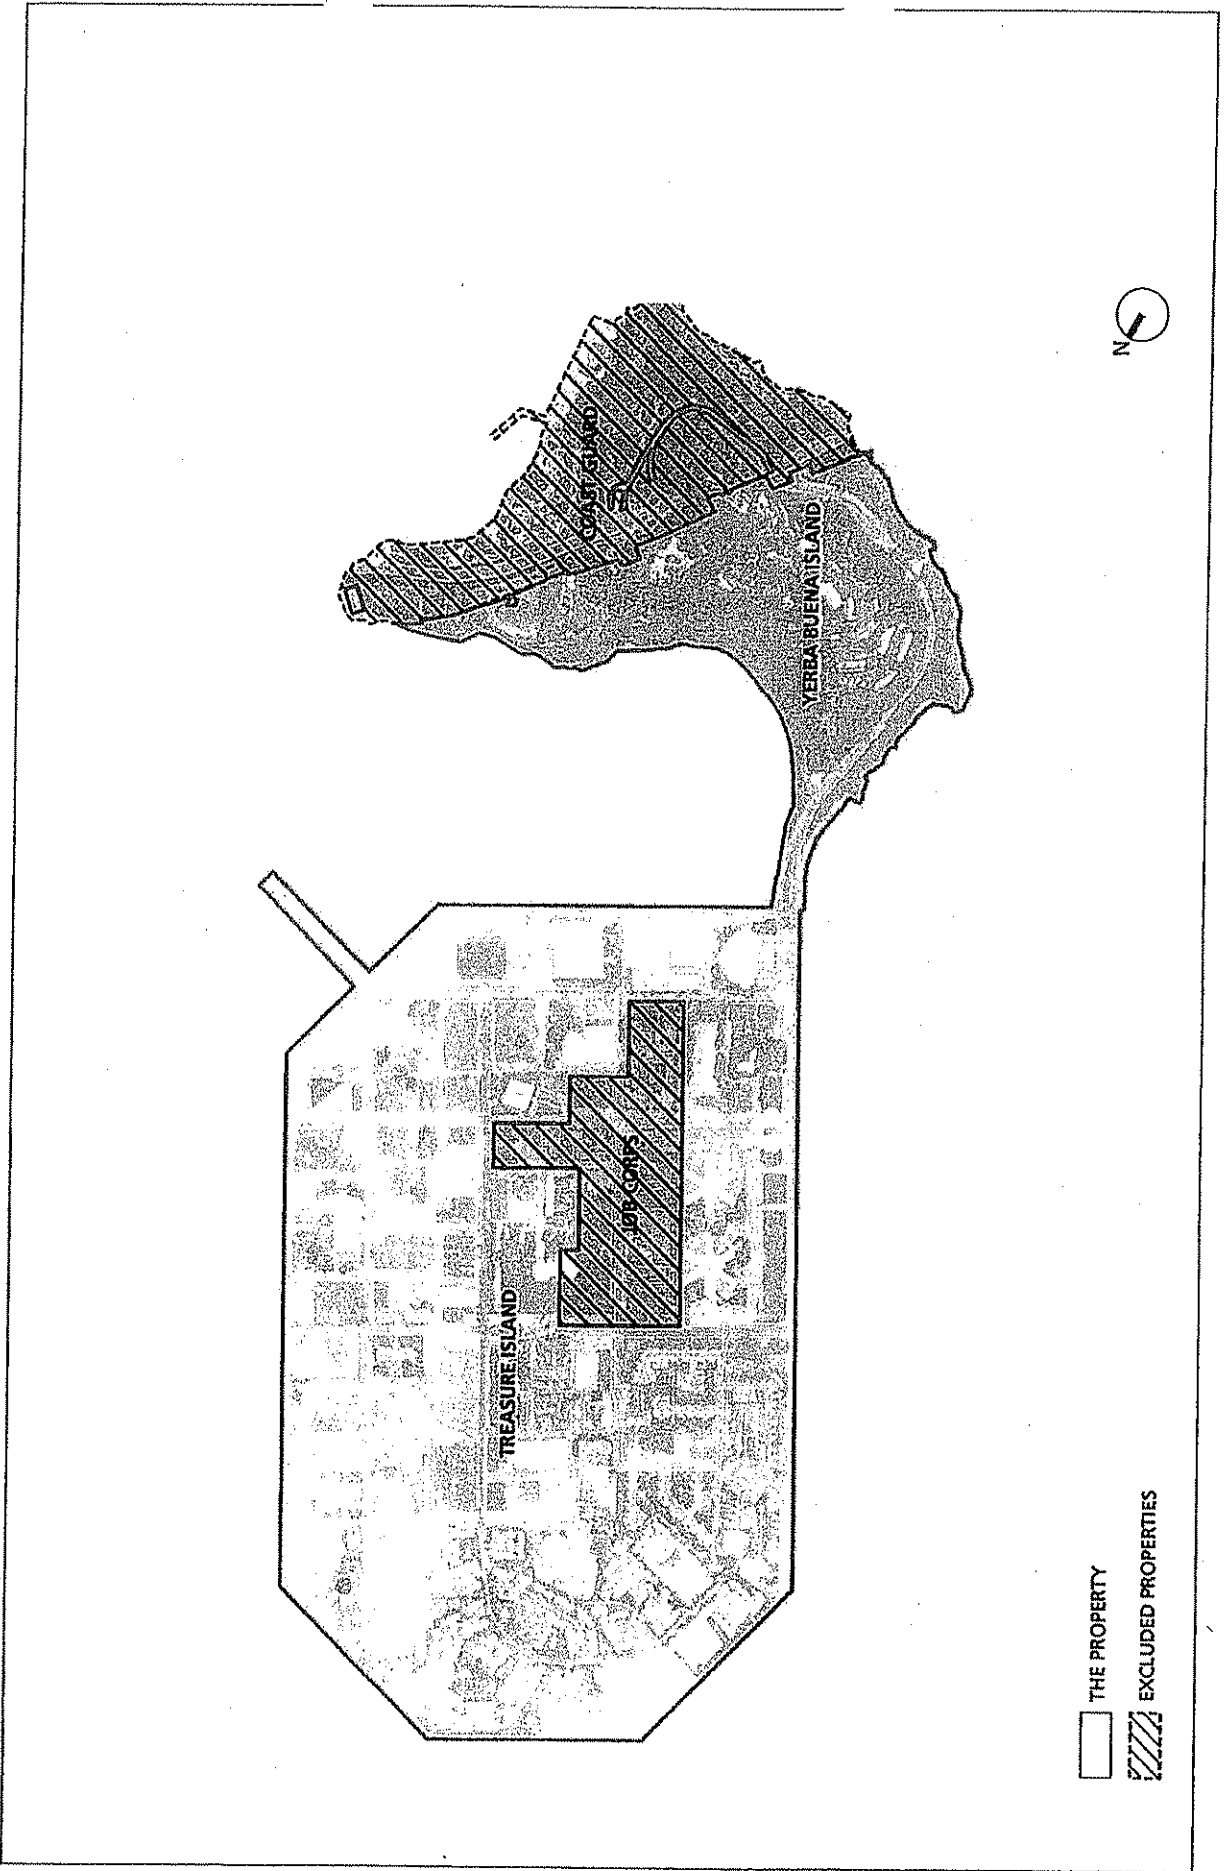 TREASURE ISLAND
JOB CORPS
YERBA BUENA ISLAND
COAST GUARD
N
THE PROPERTY
EXCLUDED PROPERTIES